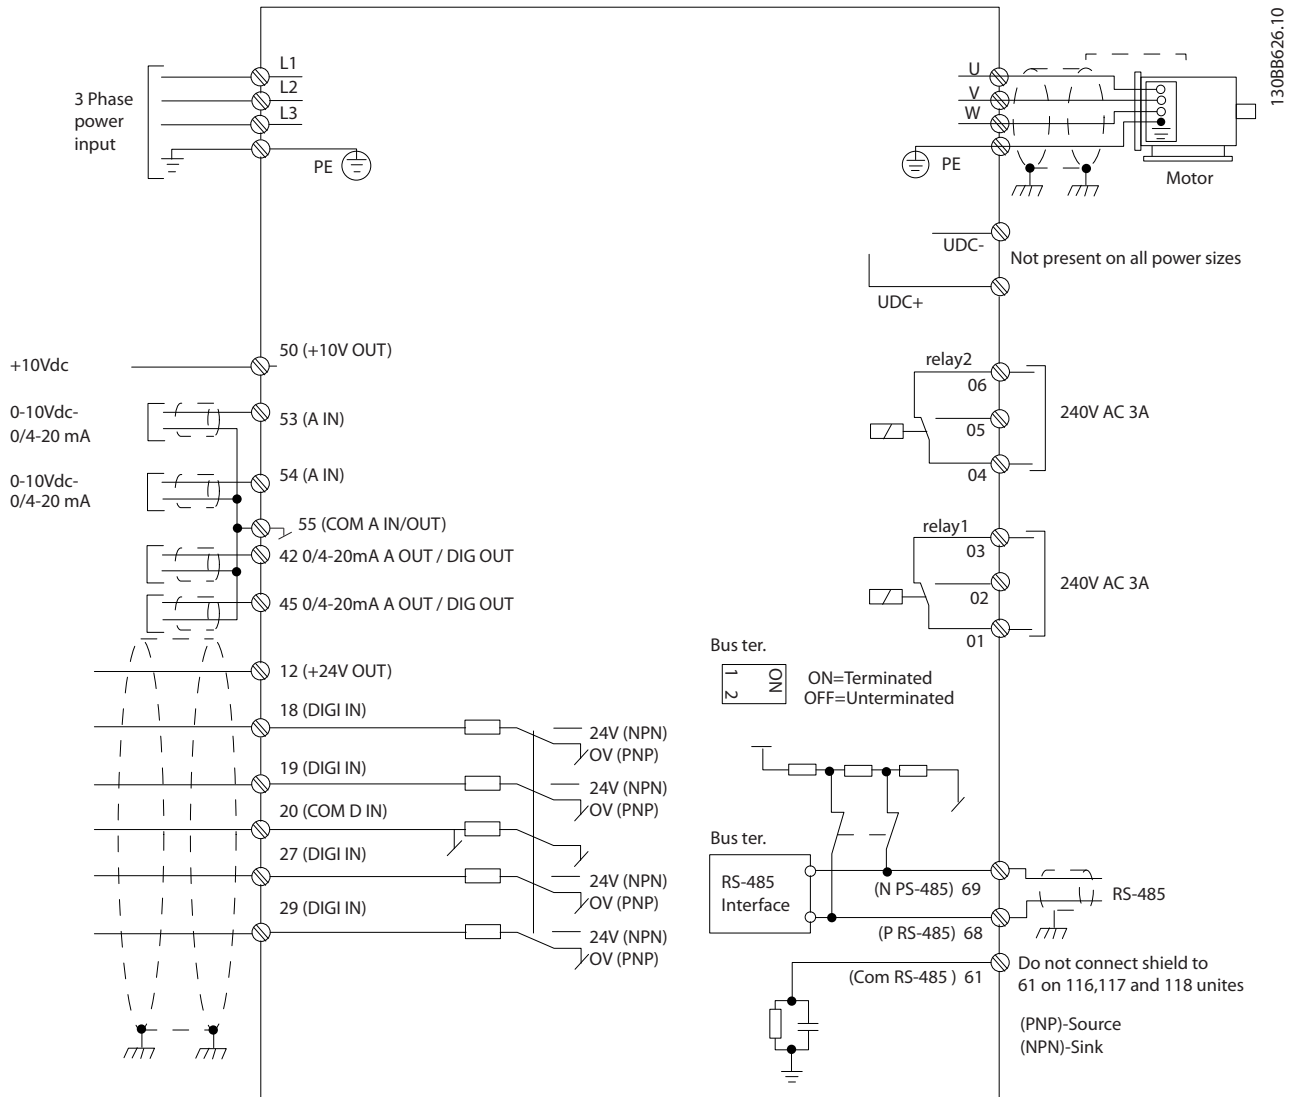 130BB626.10
L1
L2
L3
3 Phase
power
input
PE
U
V
W
PE
Motor
UDC-
Not present on all power sizes
UDC+
+10Vdc
50 (+10V OUT)
0-10Vdc-
0/4-20 mA
53 (A IN)
0-10Vdc-
0/4-20 mA
54 (A IN)
55 (COM A IN/OUT)
42 0/4-20mA A OUT / DIG OUT
45 0/4-20mA A OUT / DIG OUT
12 (+24V OUT)
18 (DIGI IN)
24V (NPN)
OV (PNP)
19 (DIGI IN)
24V (NPN)
OV (PNP)
20 (COM D IN)
27 (DIGI IN)
24V (NPN)
OV (PNP)
29 (DIGI IN)
24V (NPN)
OV (PNP)
relay2
06
05
04
240V AC 3A
relay1
03
02
01
240V AC 3A
Bus ter.
1
2
ON
ON=Terminated
OFF=Unterminated
Bus ter.
RS-485
Interface
(N PS-485) 69
RS-485
(P RS-485) 68
(Com RS-485 ) 61
Do not connect shield to
61 on 116,117 and 118 unites
(PNP)-Source
(NPN)-Sink